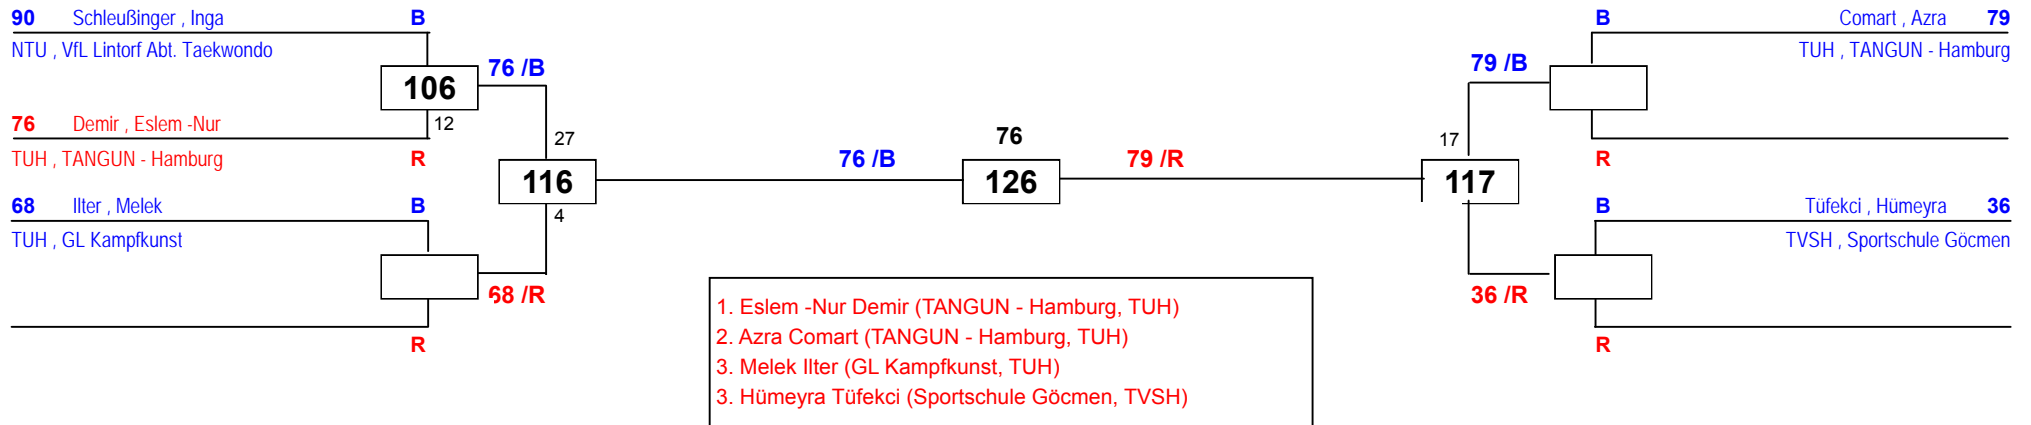 90 Schleußinger , Inga B
NTU , VfL Lintorf Abt. Taekwondo
76 /B
106
76 Demir , Eslem -Nur 12
TUH , TANGUN - Hamburg R
27
116
4
68 Ilter , Melek B
TUH , GL Kampfkunst
68 /R
R
76 /B
76
126
79 /R
B Comart , Azra 79
TUH , TANGUN - Hamburg
79 /B
R
17
117
B Tüfekci , Hümeyra 36
TVSH , Sportschule Göcmen
36 /R
R
1. Eslem -Nur Demir (TANGUN - Hamburg, TUH)
2. Azra Comart (TANGUN - Hamburg, TUH)
3. Melek Ilter (GL Kampfkunst, TUH)
3. Hümeyra Tüfekci (Sportschule Göcmen, TVSH)